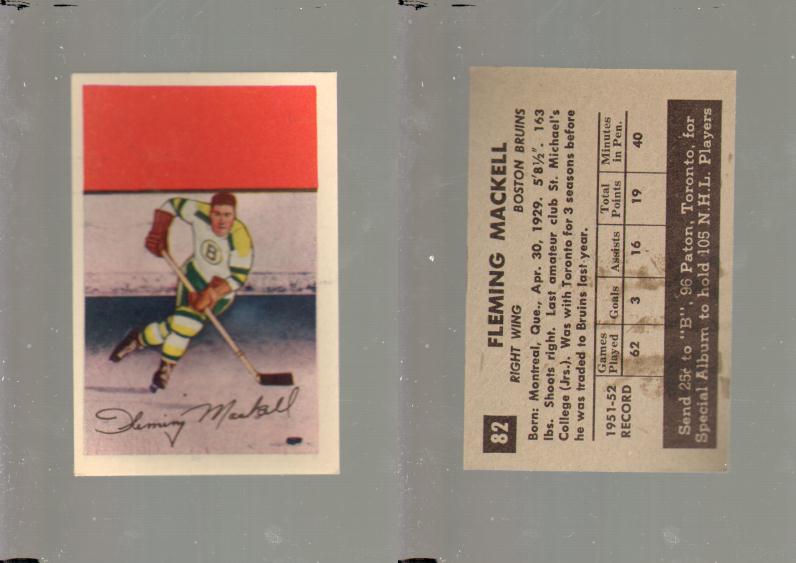 B
Fleming Mackell
82
FLEMING MACKELL
RIGHT WING BOSTON BRUINS
Born: Montreal, Que., Apr. 30, 1929. 5'8½". 163
lbs. Shoots right. Last amateur club St. Michael's
College (Jrs.). Was with Toronto for 3 seasons before
he was traded to Bruins last year.
1951-52 RECORD
Games Played Goals Assists Total Points Minutes in Pen.
62 3 16 19 40
Send 25¢ to "B", 96 Paton, Toronto, for
Special Album to hold 105 N.H.L. Players